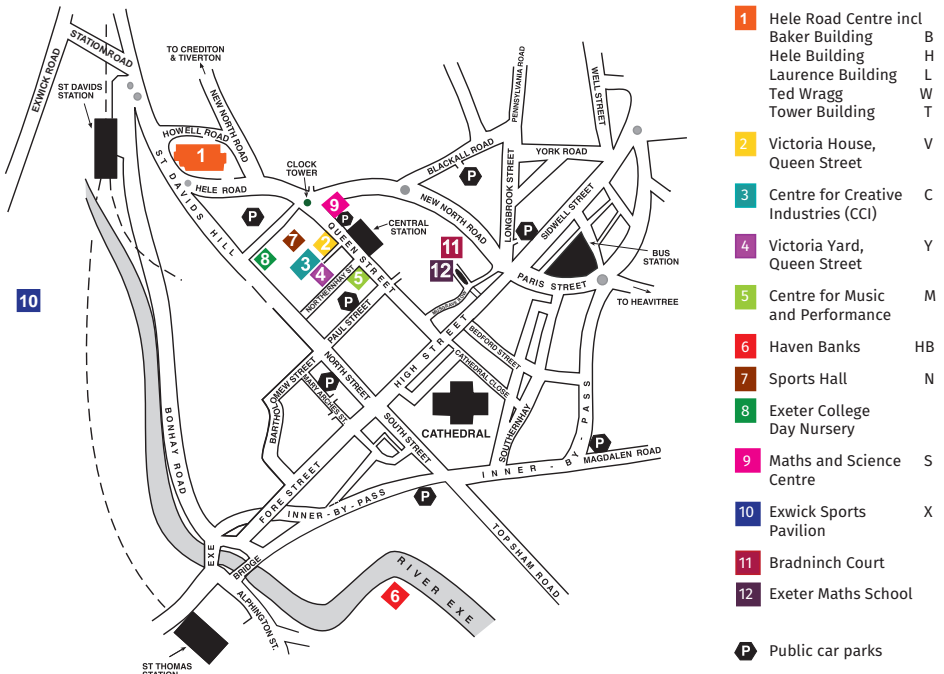 EXWICK ROAD
STATION ROAD
TO CREDITON
& TIVERTON
ST DAVIDS
STATION
NEW NORTH ROAD
HOWELL ROAD
1
ST DAVIDS HILL
HELE ROAD
CLOCK
TOWER
BLACKALL ROAD
PENNSYLVANIA ROAD
WELL STREET
YORK ROAD
LONGBROOK STREET
SIDWELL STREET
NEW NORTH ROAD
P
P
P
P
9
QUEEN STREET
CENTRAL
STATION
7
2
8
3
4
5
NORTHERNHAY ST
P
PAUL STREET
11
12
BUS
STATION
PARIS STREET
TO HEAVITREE
10
HIGH STREET
BEDFORD STREET
CATHEDRAL CLOSE
NORTH STREET
BARTHOLOMEW STREET
MARY ARCHES ST.
P
CATHEDRAL
SOUTHERNHAY
SOUTH STREET
INNER-BY-PASS
MAGDALEN ROAD
P
P
BONHAY ROAD
FORE STREET
INNER-BY-PASS
TOPSHAM ROAD
EXE
BRIDGE
ALPHINGTON ST.
RIVER EXE
6
ST THOMAS
STATION
1 Hele Road Centre incl
Baker Building B
Hele Building H
Laurence Building L
Ted Wragg W
Tower Building T
2 Victoria House, V
Queen Street
3 Centre for Creative C
Industries (CCI)
4 Victoria Yard, Y
Queen Street
5 Centre for Music M
and Performance
6 Haven Banks HB
7 Sports Hall N
8 Exeter College
Day Nursery
9 Maths and Science S
Centre
10 Exwick Sports X
Pavilion
11 Bradninch Court
12 Exeter Maths School
P Public car parks